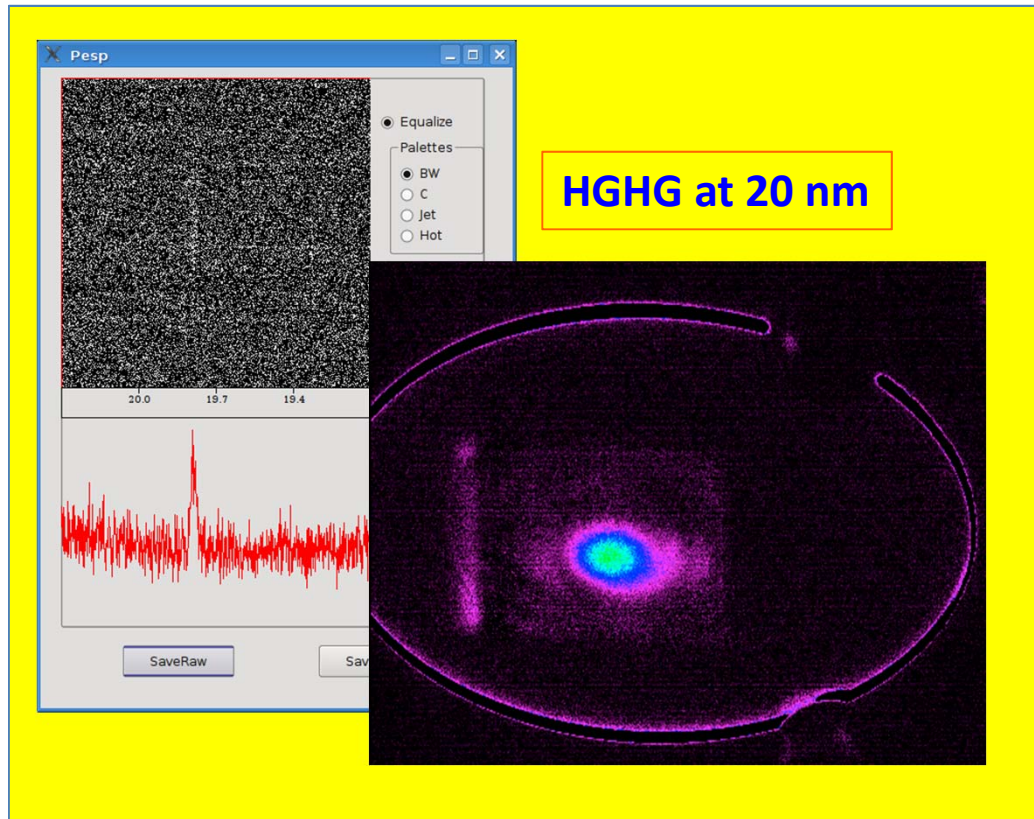 Pesp
Equalize
Palettes
BW
C
Jet
Hot
HGHG at 20 nm
20.0 19.7 19.4
SaveRaw